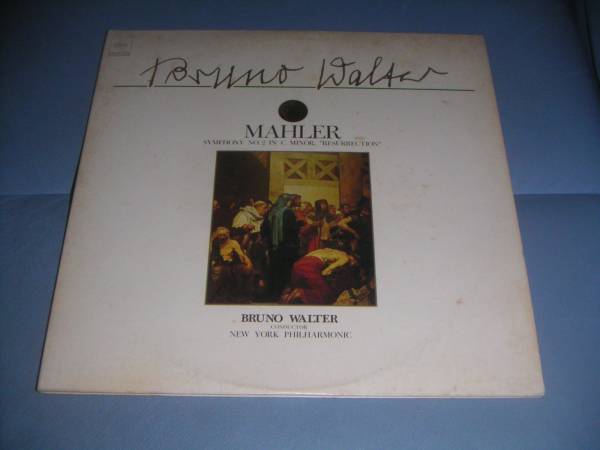 Bruno Walter
MAHLER
SYMPHONY NO.2 IN C MINOR, "RESURRECTION"
BRUNO WALTER
CONDUCTOR
NEW YORK PHILHARMONIC